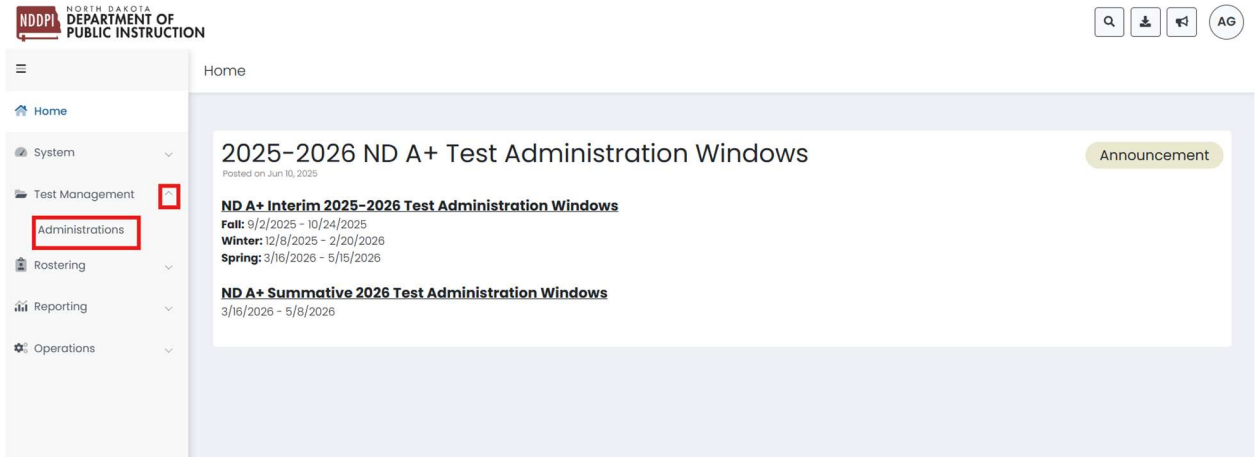 NDDPI
NORTH DAKOTA
DEPARTMENT OF
PUBLIC INSTRUCTION
AG
Home
Home
System
Test Management
Administrations
Rostering
Reporting
Operations
2025-2026 ND A+ Test Administration Windows
Announcement
Posted on Jun 10, 2025
ND A+ Interim 2025-2026 Test Administration Windows
Fall: 9/2/2025 - 10/24/2025
Winter: 12/8/2025 - 2/20/2026
Spring: 3/16/2026 - 5/15/2026
ND A+ Summative 2026 Test Administration Windows
3/16/2026 - 5/8/2026